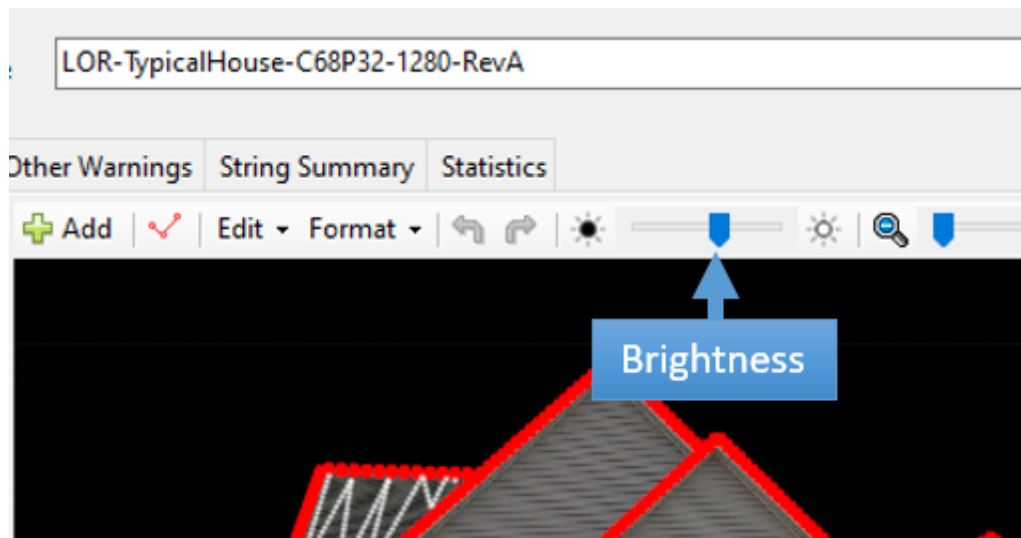 LOR-TypicalHouse-C68P32-1280-RevA
Other Warnings String Summary Statistics
Add Edit Format
Brightness